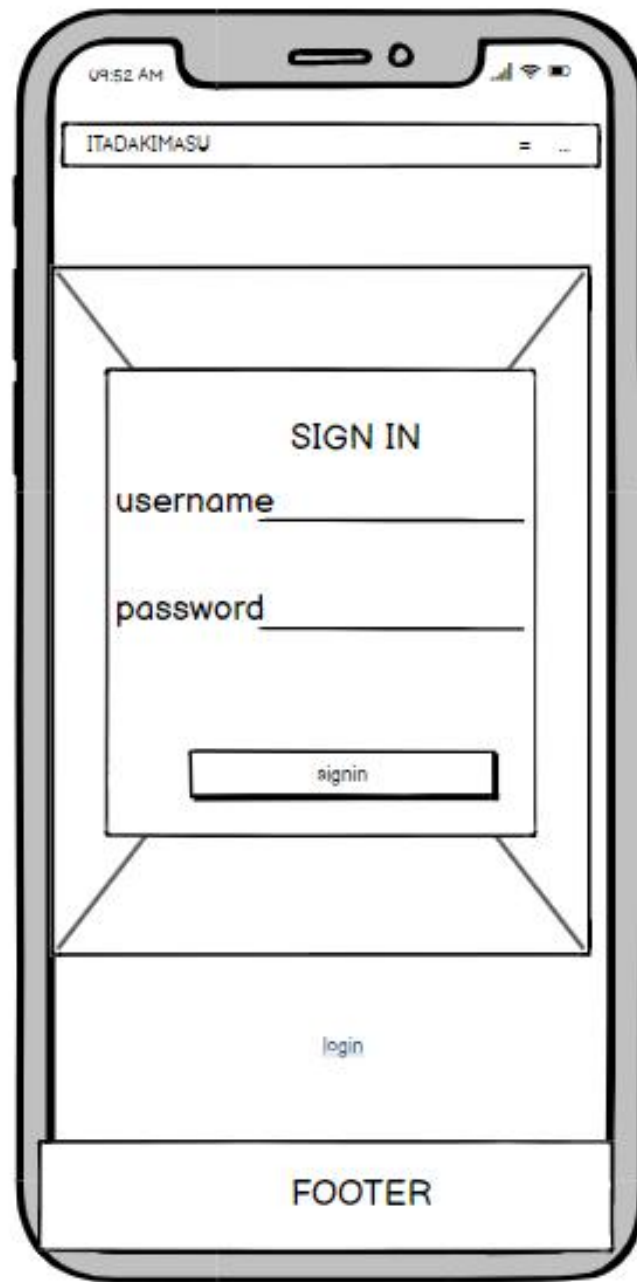 09:52 AM
ITADAKIMASU = ...
SIGN IN
username
password
signin
login
FOOTER